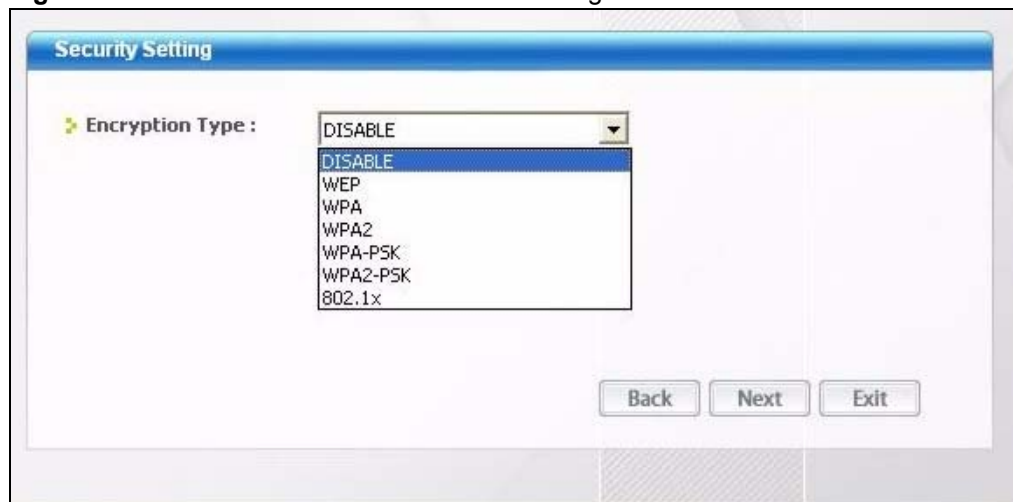 Security Setting
Encryption Type :
DISABLE
DISABLE
WEP
WPA
WPA2
WPA-PSK
WPA2-PSK
802.1x
Back Next Exit